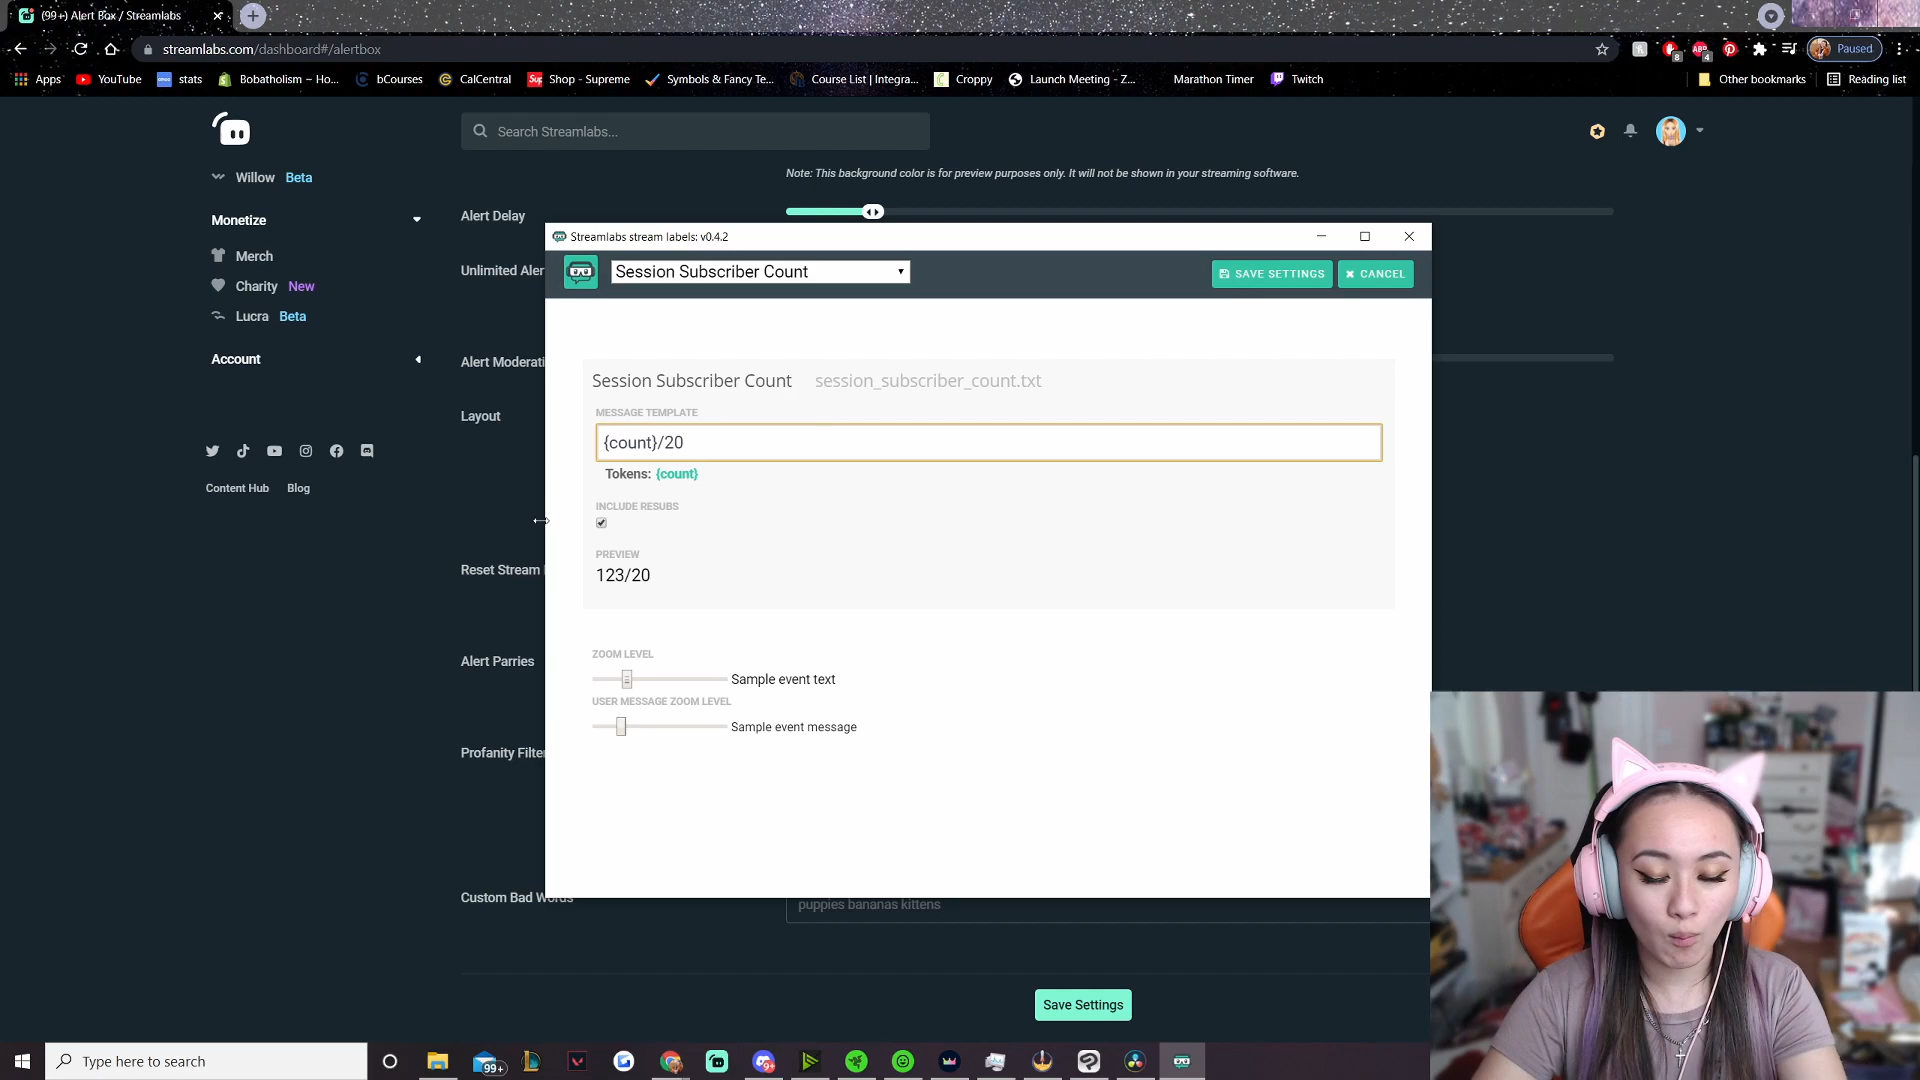 (99+) Alert Box / Streamlabs
streamlabs.com/dashboard#/alertbox
Paused
Apps YouTube stats Bobatholism – Ho... bCourses CalCentral Shop - Supreme Symbols & Fancy Te... Course List | Integra... Croppy Launch Meeting - Z... Marathon Timer Twitch Other bookmarks Reading list
Search Streamlabs...
Willow Beta
Monetize
Merch
Charity New
Lucra Beta
Account
Content Hub Blog
Note: This background color is for preview purposes only. It will not be shown in your streaming software.
Alert Delay
Unlimited Aler
Alert Moderati
Layout
Reset Stream
Alert Parries
Profanity Filte
Custom Bad Words
puppies bananas kittens
Save Settings
Streamlabs stream labels: v0.4.2
Session Subscriber Count
SAVE SETTINGS
CANCEL
Session Subscriber Count session_subscriber_count.txt
MESSAGE TEMPLATE
{count}/20
Tokens: {count}
INCLUDE RESUBS
PREVIEW
123/20
ZOOM LEVEL
Sample event text
USER MESSAGE ZOOM LEVEL
Sample event message
Type here to search
99+